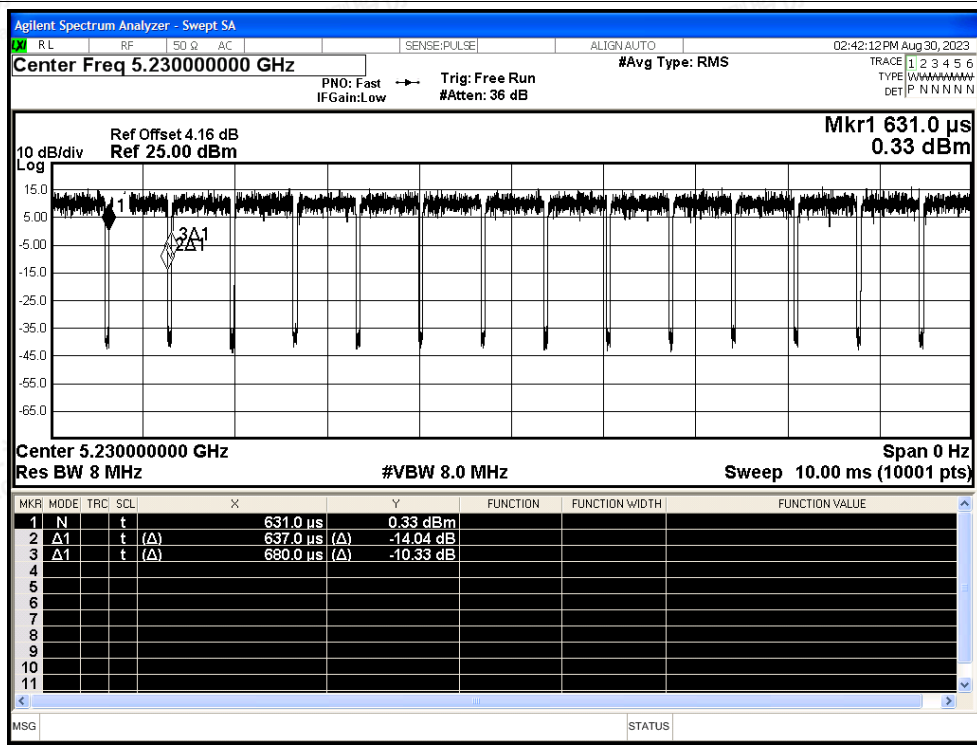 Agilent Spectrum Analyzer - Swept SA
LXI RL RF 50 Ω AC SENSE:PULSE ALIGN AUTO 02:42:12 PM Aug 30, 2023
Center Freq 5.230000000 GHz #Avg Type: RMS TRACE 1 2 3 4 5 6
PNO: Fast Trig: Free Run TYPE WWWWWW
IFGain:Low #Atten: 36 dB DET P N N N N N
Mkr1 631.0 µs
Ref Offset 4.16 dB
10 dB/div Ref 25.00 dBm 0.33 dBm
Log
15.0
5.00
-5.00
-15.0
-25.0
-35.0
-45.0
-55.0
-65.0
1
3Δ1
2Δ1
Center 5.230000000 GHz Span 0 Hz
Res BW 8 MHz #VBW 8.0 MHz Sweep 10.00 ms (10001 pts)
MKR MODE TRC SCL X Y FUNCTION FUNCTION WIDTH FUNCTION VALUE
1 N t 631.0 µs 0.33 dBm
2 Δ1 t (Δ) 637.0 µs (Δ) -14.04 dB
3 Δ1 t (Δ) 680.0 µs (Δ) -10.33 dB
4
5
6
7
8
9
10
11
MSG STATUS